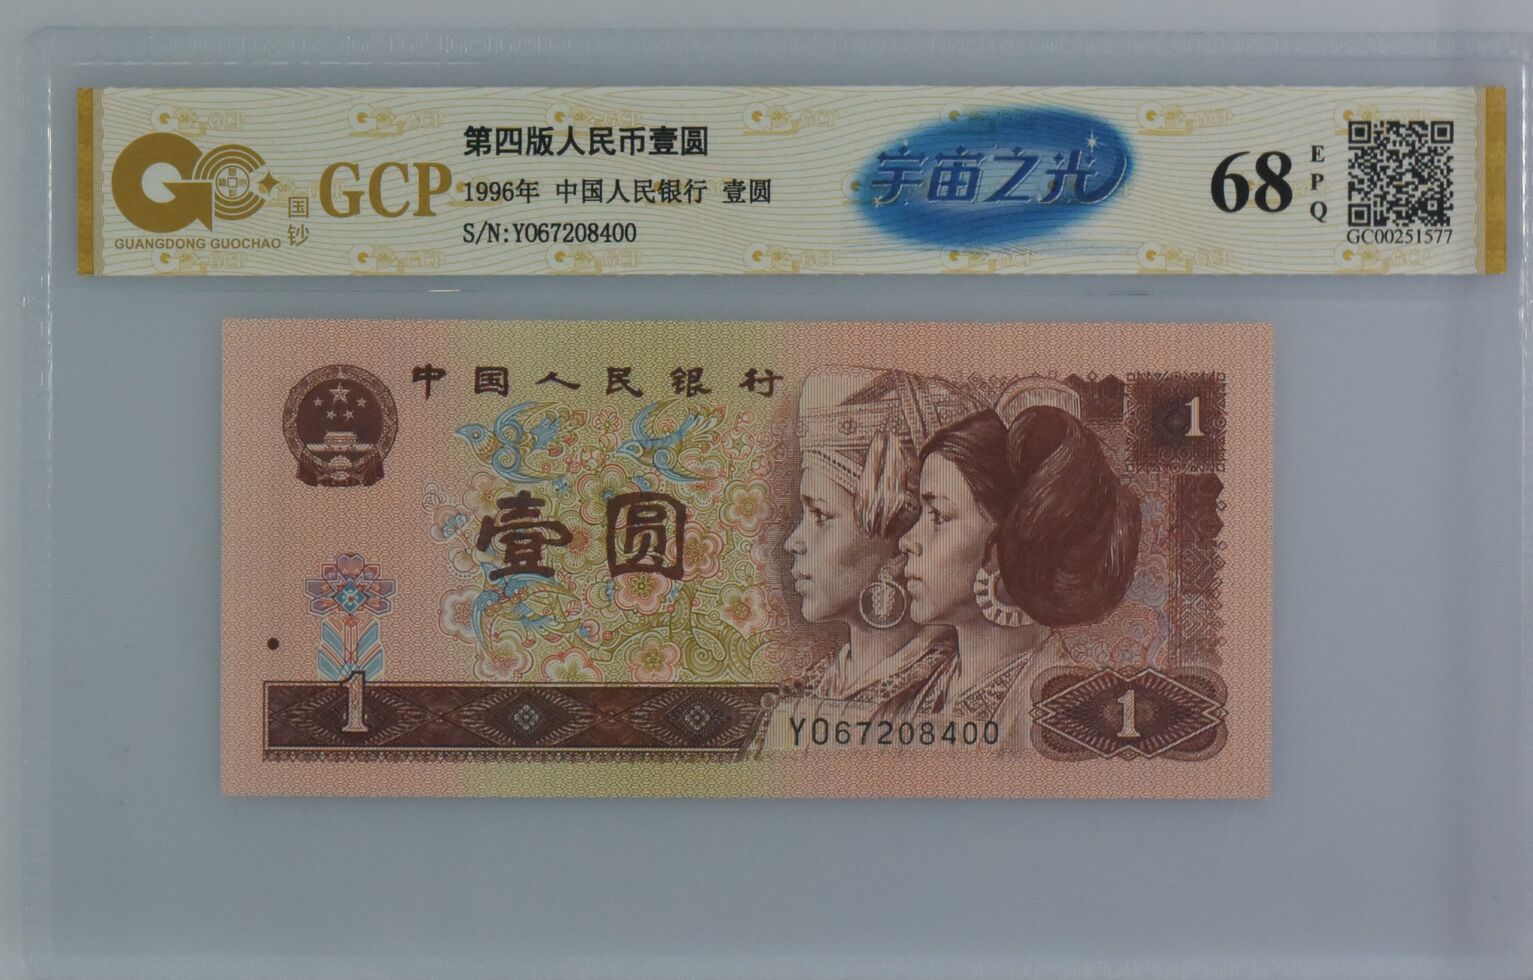 GUANGDONG GUOCHAO
国钞
GCP
第四版人民币壹圆
1996年 中国人民银行 壹圆
S/N:YO67208400
宇宙之光
68
EPQ
GC00251577
中国人民银行
1
壹圆
1
YO67208400
1